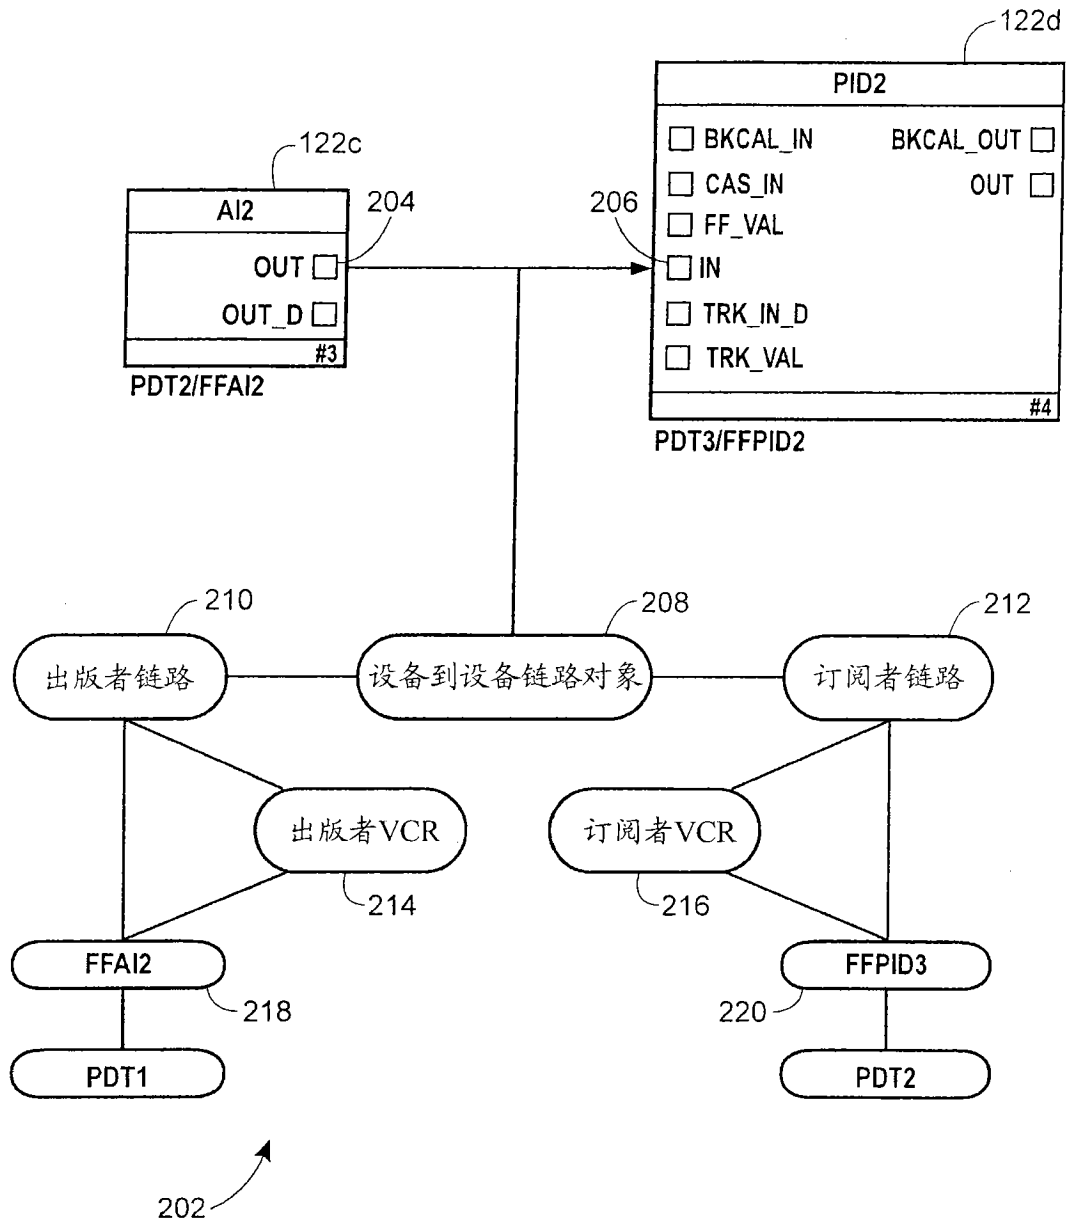 122d
PID2
BKCAL_IN
BKCAL_OUT
CAS_IN
OUT
FF_VAL
IN
TRK_IN_D
TRK_VAL
#4
PDT3/FFPID2
206
122c
AI2
204
OUT
OUT_D
#3
PDT2/FFAI2
210
208
212
出版者链路
设备到设备链路对象
订阅者链路
出版者VCR
订阅者VCR
214
216
FFAI2
FFPID3
218
220
PDT1
PDT2
202